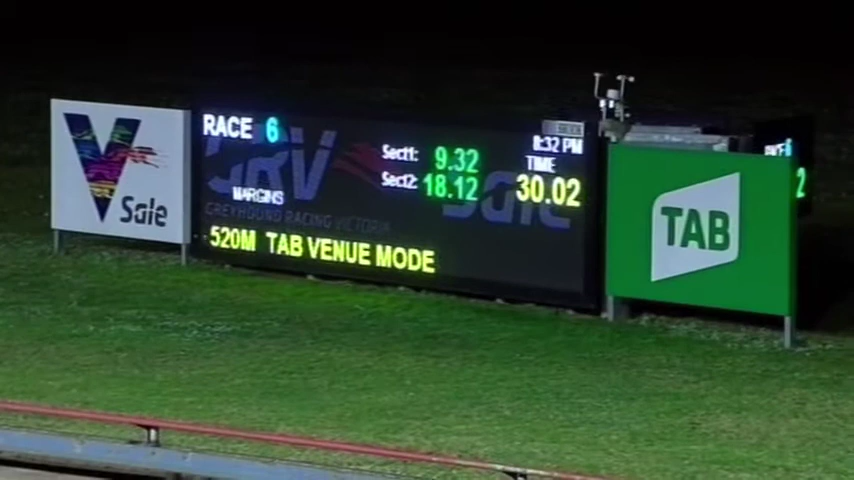 V
Sale
RACE 6
8:32 PM
Sect1: 9.32
TIME
Sect2: 18.12
30.02
GRV
Sale
MARGINS
GREYHOUND RACING VICTORIA
520M TAB VENUE MODE
TAB
2